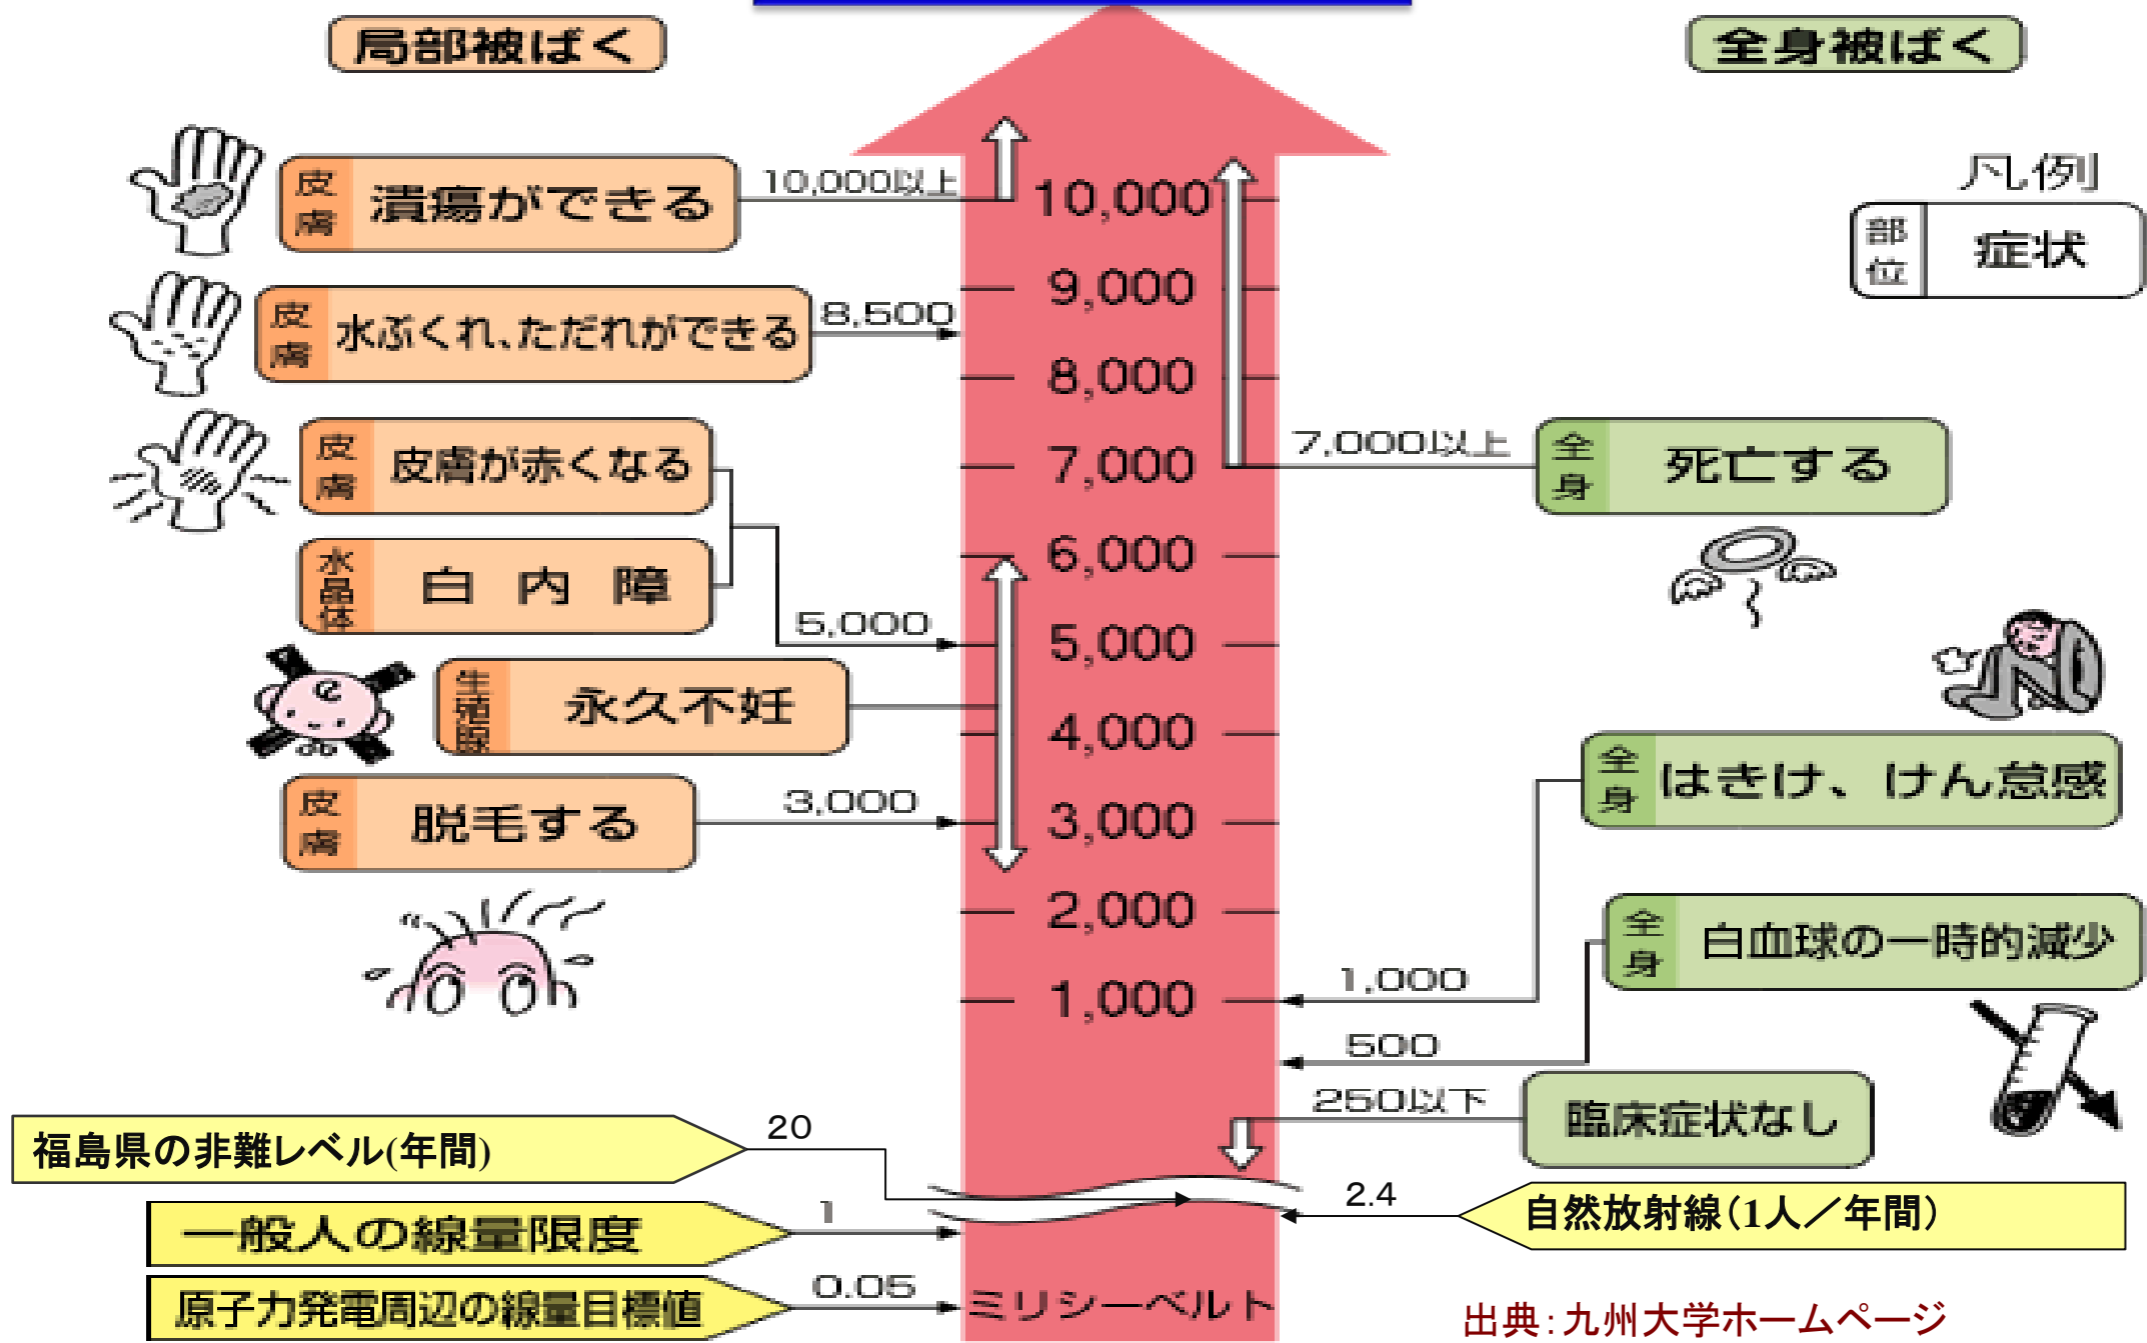 局部被ばく
全身被ばく
凡例
部位 症状
皮膚 潰瘍ができる 10,000以上
皮膚 水ぶくれ、ただれができる 8,500
皮膚 皮膚が赤くなる
水晶体 白内障 5,000
生殖腺 永久不妊
皮膚 脱毛する 3,000
10,000
9,000
8,000
7,000
6,000
5,000
4,000
3,000
2,000
1,000
ミリシーベルト
7,000以上 全身 死亡する
1,000 全身 はきけ、けん怠感
500 全身 白血球の一時的減少
250以下 臨床症状なし
福島県の非難レベル(年間) 20
一般人の線量限度 1
原子力発電周辺の線量目標値 0.05
2.4 自然放射線(1人/年間)
出典:九州大学ホームページ